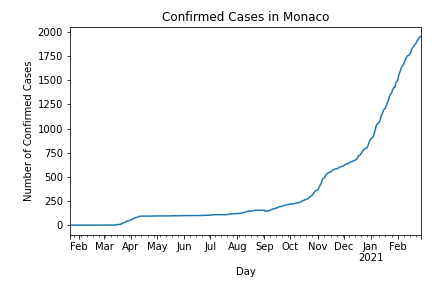 Confirmed Cases in Monaco
Number of Confirmed Cases
2000
1750
1500
1250
1000
750
500
250
0
Feb Mar Apr May Jun Jul Aug Sep Oct Nov Dec Jan Feb
2021
Day